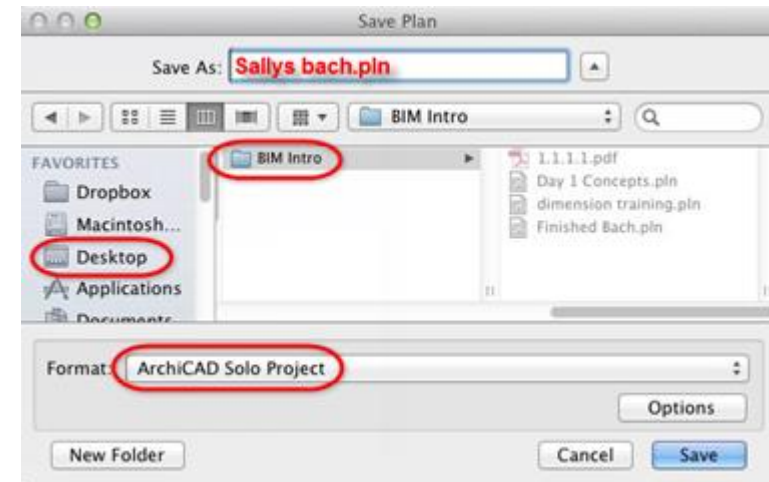 Save Plan
Save As: Sallys bach.pln
BIM Intro
FAVORITES
Dropbox
Macintosh...
Desktop
Applications
Documents
BIM Intro
1.1.1.1.pdf
Day 1 Concepts.pln
dimension training.pln
Finished Bach.pln
Format: ArchiCAD Solo Project
Options
New Folder Cancel Save